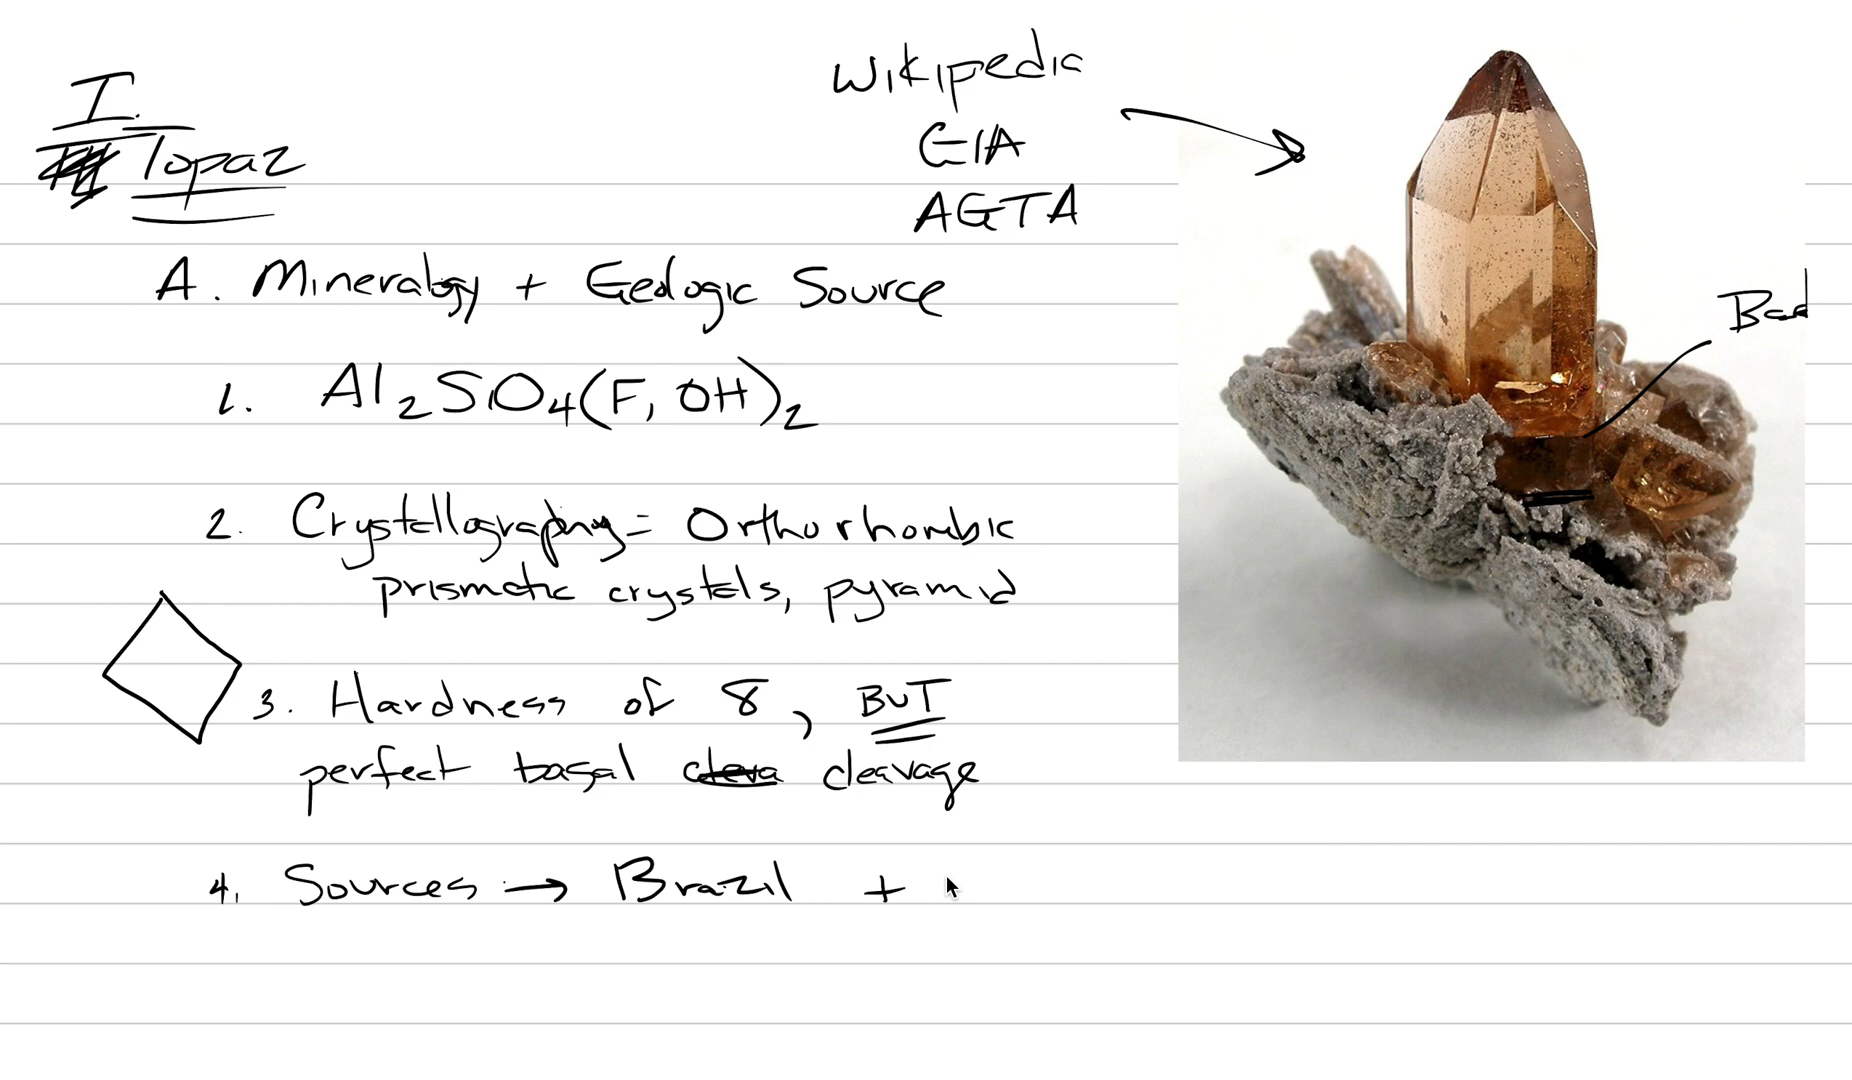 I.
Topaz
Wikipedia
GIA
AGTA
A. Mineralogy + Geologic Source
1. Al2SiO4(F, OH)2
2. Crystallography = Orthorhombic
prismatic crystals, pyramid
3. Hardness of 8, BUT
perfect basal cleavage
4. Sources → Brazil +
Bad